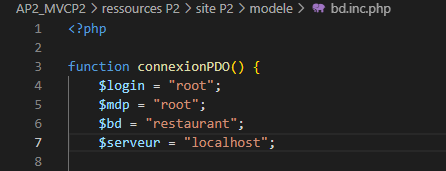 AP2_MVCP2 > ressources P2 > site P2 > modele > bd.inc.php
1 <?php
2
3 function connexionPDO() {
4 $login = "root";
5 $mdp = "root";
6 $bd = "restaurant";
7 $serveur = "localhost";
8